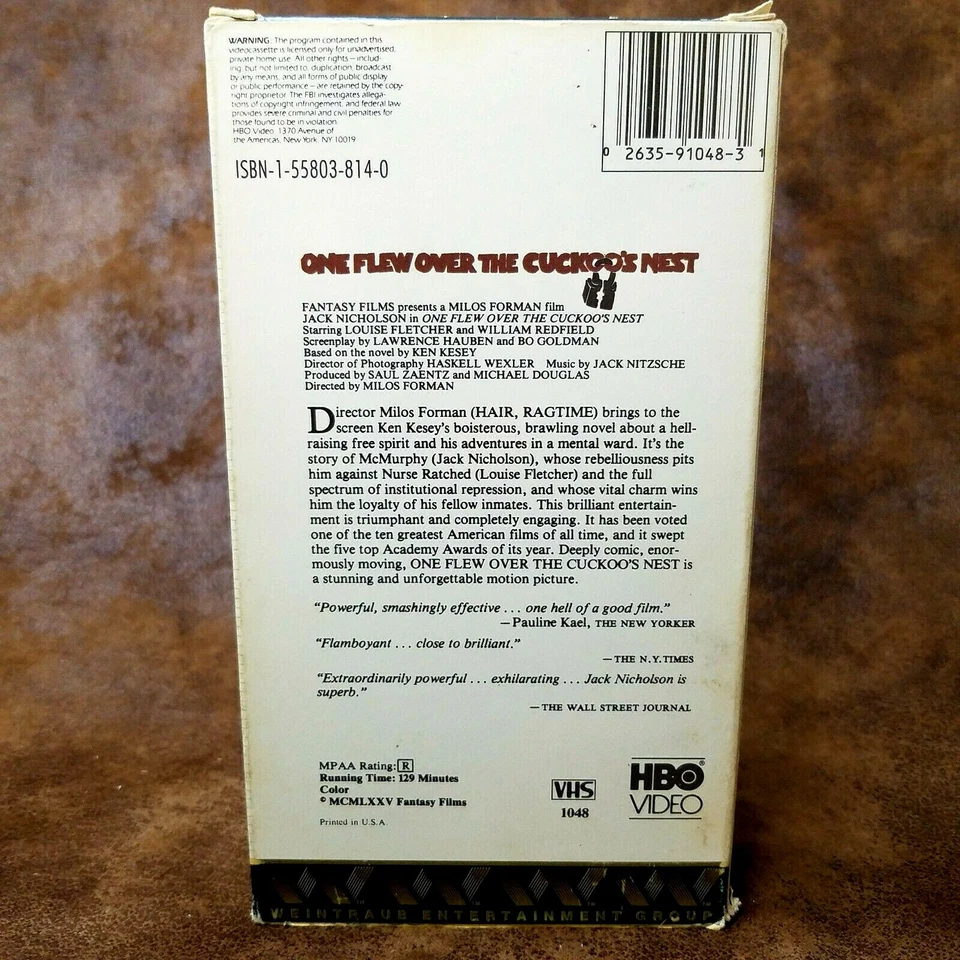 WARNING: The program contained in this
videocassette is licensed only for unadvertised,
private home use. All other rights – includ-
ing, but not limited to, duplication, broadcast
by any means, and all forms of public display
or public performance – are retained by the copy-
right proprietor. The FBI investigates allega-
tions of copyright infringement, and federal law
provides severe criminal and civil penalties for
those found to be in violation.
HBO Video 1370 Avenue of
the Americas, New York, NY 10019
ISBN-1-55803-814-0
0 2635-91048-3 1
ONE FLEW OVER THE CUCKOO'S NEST
FANTASY FILMS presents a MILOS FORMAN film
JACK NICHOLSON in ONE FLEW OVER THE CUCKOO'S NEST
Starring LOUISE FLETCHER and WILLIAM REDFIELD
Screenplay by LAWRENCE HAUBEN and BO GOLDMAN
Based on the novel by KEN KESEY
Director of Photography HASKELL WEXLER Music by JACK NITZSCHE
Produced by SAUL ZAENTZ and MICHAEL DOUGLAS
Directed by MILOS FORMAN
Director Milos Forman (HAIR, RAGTIME) brings to the
screen Ken Kesey's boisterous, brawling novel about a hell-
raising free spirit and his adventures in a mental ward. It's the
story of McMurphy (Jack Nicholson), whose rebelliousness pits
him against Nurse Ratched (Louise Fletcher) and the full
spectrum of institutional repression, and whose vital charm wins
him the loyalty of his fellow inmates. This brilliant entertain-
ment is triumphant and completely engaging. It has been voted
one of the ten greatest American films of all time, and it swept
the five top Academy Awards of its year. Deeply comic, enor-
mously moving, ONE FLEW OVER THE CUCKOO'S NEST is
a stunning and unforgettable motion picture.
"Powerful, smashingly effective . . . one hell of a good film."
—Pauline Kael, THE NEW YORKER
"Flamboyant . . . close to brilliant."
—THE N.Y. TIMES
"Extraordinarily powerful . . . exhilarating . . . Jack Nicholson is
superb."
—THE WALL STREET JOURNAL
MPAA Rating: R
Running Time: 129 Minutes
Color
© MCMLXXV Fantasy Films
Printed in U.S.A.
VHS
1048
HBO®
VIDEO
WEINTRAUB ENTERTAINMENT GROUP